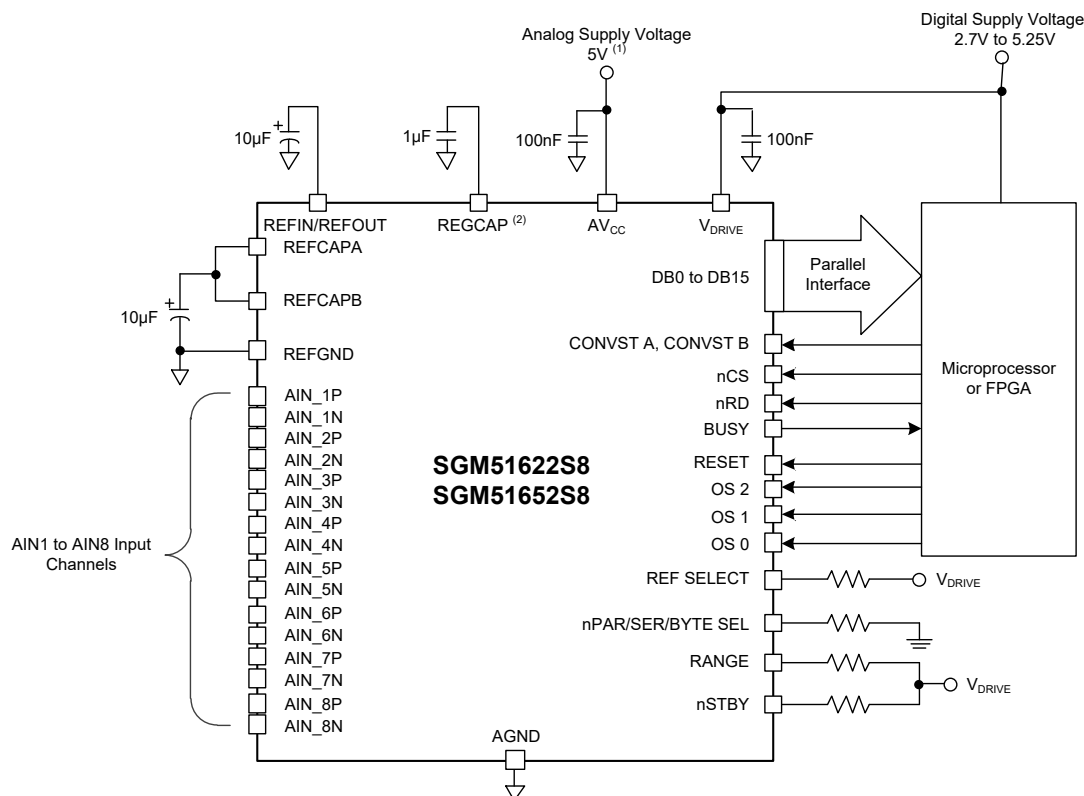 Analog Supply Voltage
5V (1)
Digital Supply Voltage
2.7V to 5.25V
10µF
+
1µF
100nF
100nF
REFIN/REFOUT
REGCAP (2)
AVCC
VDRIVE
REFCAPA
REFCAPB
REFGND
10µF
+
DB0 to DB15
Parallel
Interface
CONVST A, CONVST B
nCS
nRD
BUSY
RESET
OS 2
OS 1
OS 0
REF SELECT
VDRIVE
nPAR/SER/BYTE SEL
RANGE
nSTBY
VDRIVE
Microprocessor
or FPGA
AIN_1P
AIN_1N
AIN_2P
AIN_2N
AIN_3P
AIN_3N
AIN_4P
AIN_4N
AIN_5P
AIN_5N
AIN_6P
AIN_6N
AIN_7P
AIN_7N
AIN_8P
AIN_8N
AIN1 to AIN8 Input
Channels
SGM51622S8
SGM51652S8
AGND